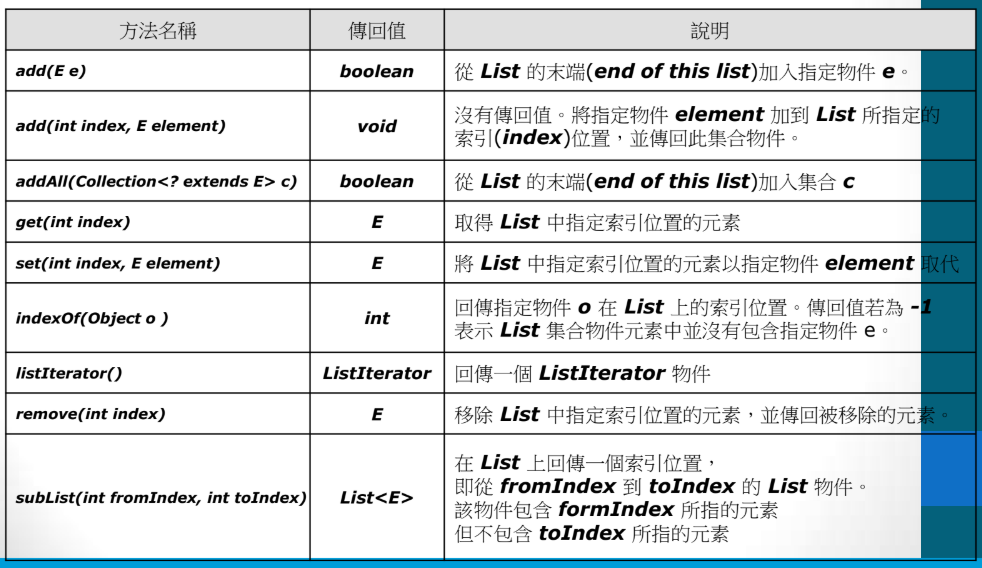 方法名稱 傳回值 說明
add(E e) boolean 從 List 的末端(end of this list)加入指定物件 e。
add(int index, E element) void 沒有傳回值。將指定物件 element 加到 List 所指定的
索引(index)位置，並傳回此集合物件。
addAll(Collection<? extends E> c) boolean 從 List 的末端(end of this list)加入集合 c
get(int index) E 取得 List 中指定索引位置的元素
set(int index, E element) E 將 List 中指定索引位置的元素以指定物件 element 取代
indexOf(Object o ) int 回傳指定物件 o 在 List 上的索引位置。傳回值若為 -1
表示 List 集合物件元素中並沒有包含指定物件 e。
listIterator() ListIterator 回傳一個 ListIterator 物件
remove(int index) E 移除 List 中指定索引位置的元素，並傳回被移除的元素。
subList(int fromIndex, int toIndex) List<E> 在 List 上回傳一個索引位置，
即從 fromIndex 到 toIndex 的 List 物件。
該物件包含 formIndex 所指的元素
但不包含 toIndex 所指的元素